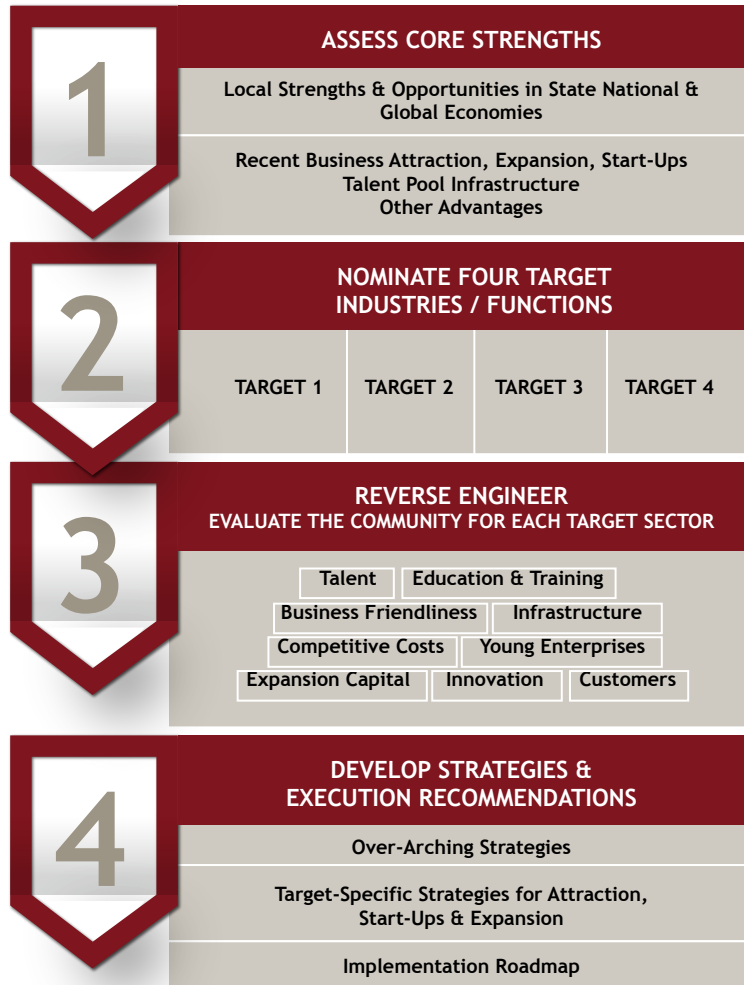 1
ASSESS CORE STRENGTHS
Local Strengths & Opportunities in State National &
Global Economies
Recent Business Attraction, Expansion, Start-Ups
Talent Pool Infrastructure
Other Advantages
2
NOMINATE FOUR TARGET
INDUSTRIES / FUNCTIONS
TARGET 1 TARGET 2 TARGET 3 TARGET 4
3
REVERSE ENGINEER
EVALUATE THE COMMUNITY FOR EACH TARGET SECTOR
Talent Education & Training
Business Friendliness Infrastructure
Competitive Costs Young Enterprises
Expansion Capital Innovation Customers
4
DEVELOP STRATEGIES &
EXECUTION RECOMMENDATIONS
Over-Arching Strategies
Target-Specific Strategies for Attraction,
Start-Ups & Expansion
Implementation Roadmap